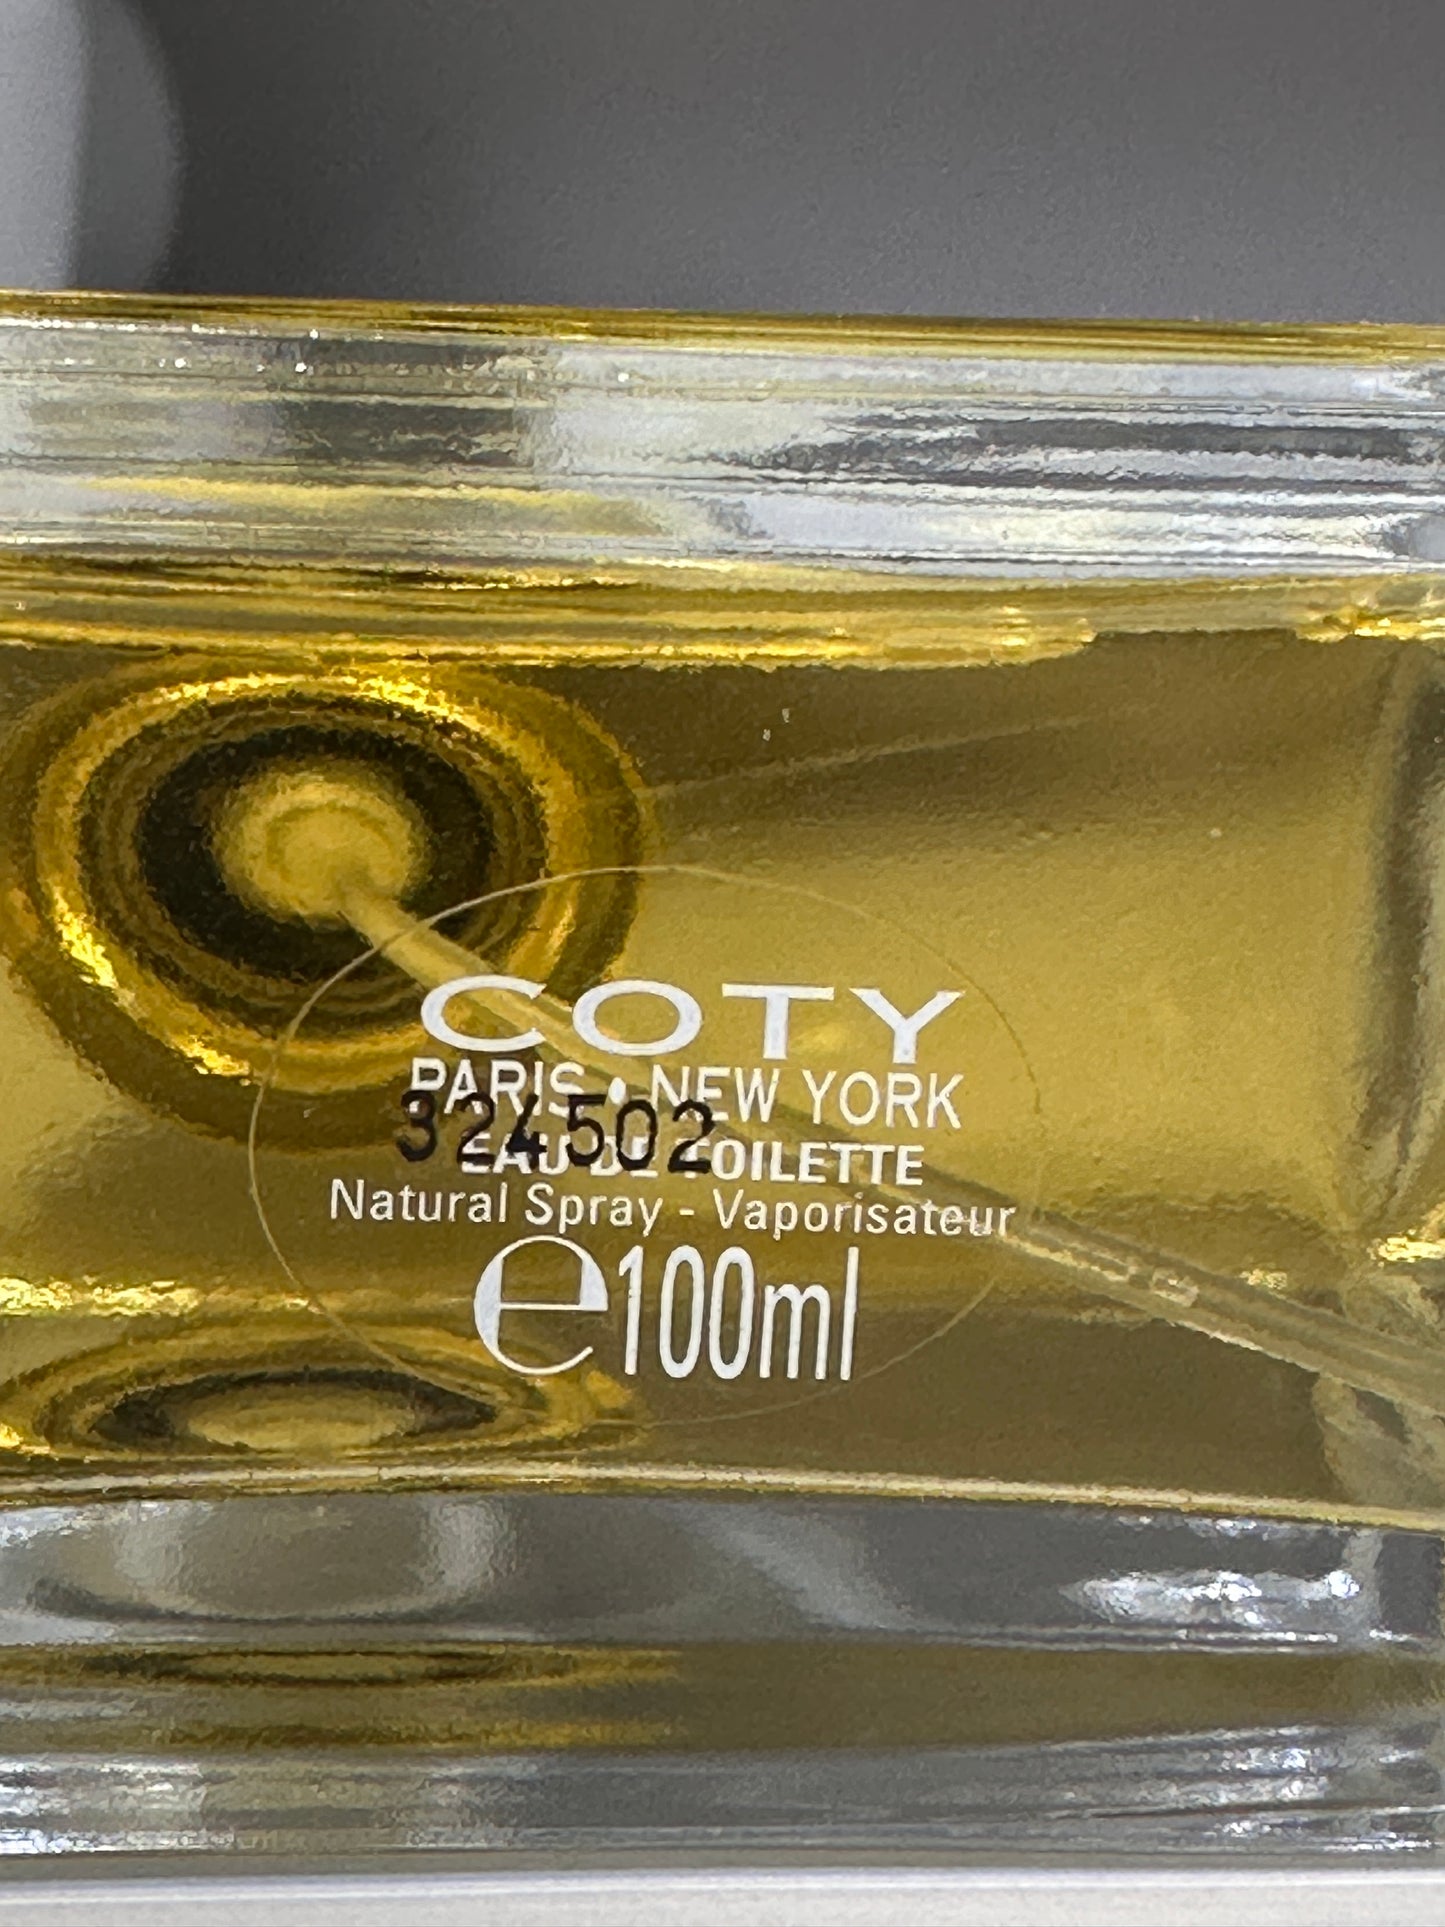 COTY
PARIS • NEW YORK
324502
EAU DE TOILETTE
Natural Spray - Vaporisateur
e100ml